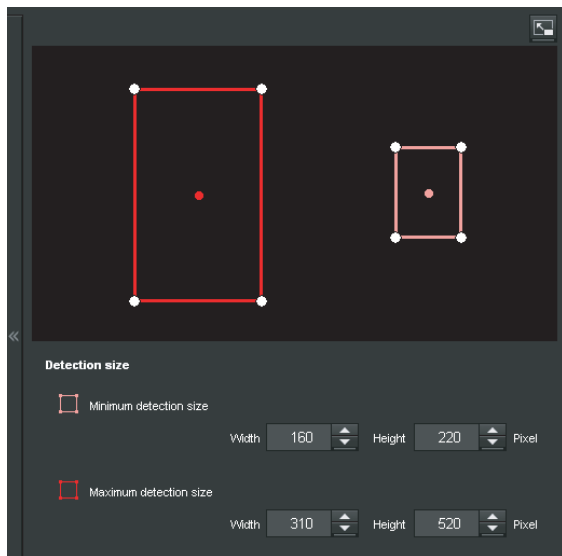 «
Detection size
Minimum detection size
Width 160 Height 220 Pixel
Maximum detection size
Width 310 Height 520 Pixel